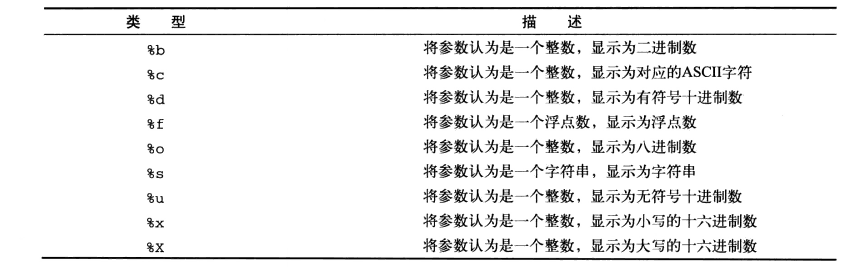 类 型 描 述
%b 将参数认为是一个整数，显示为二进制数
%c 将参数认为是一个整数，显示为对应的ASCII字符
%d 将参数认为是一个整数，显示为有符号十进制数
%f 将参数认为是一个浮点数，显示为浮点数
%o 将参数认为是一个整数，显示为八进制数
%s 将参数认为是一个字符串，显示为字符串
%u 将参数认为是一个整数，显示为无符号十进制数
%x 将参数认为是一个整数，显示为小写的十六进制数
%X 将参数认为是一个整数，显示为大写的十六进制数